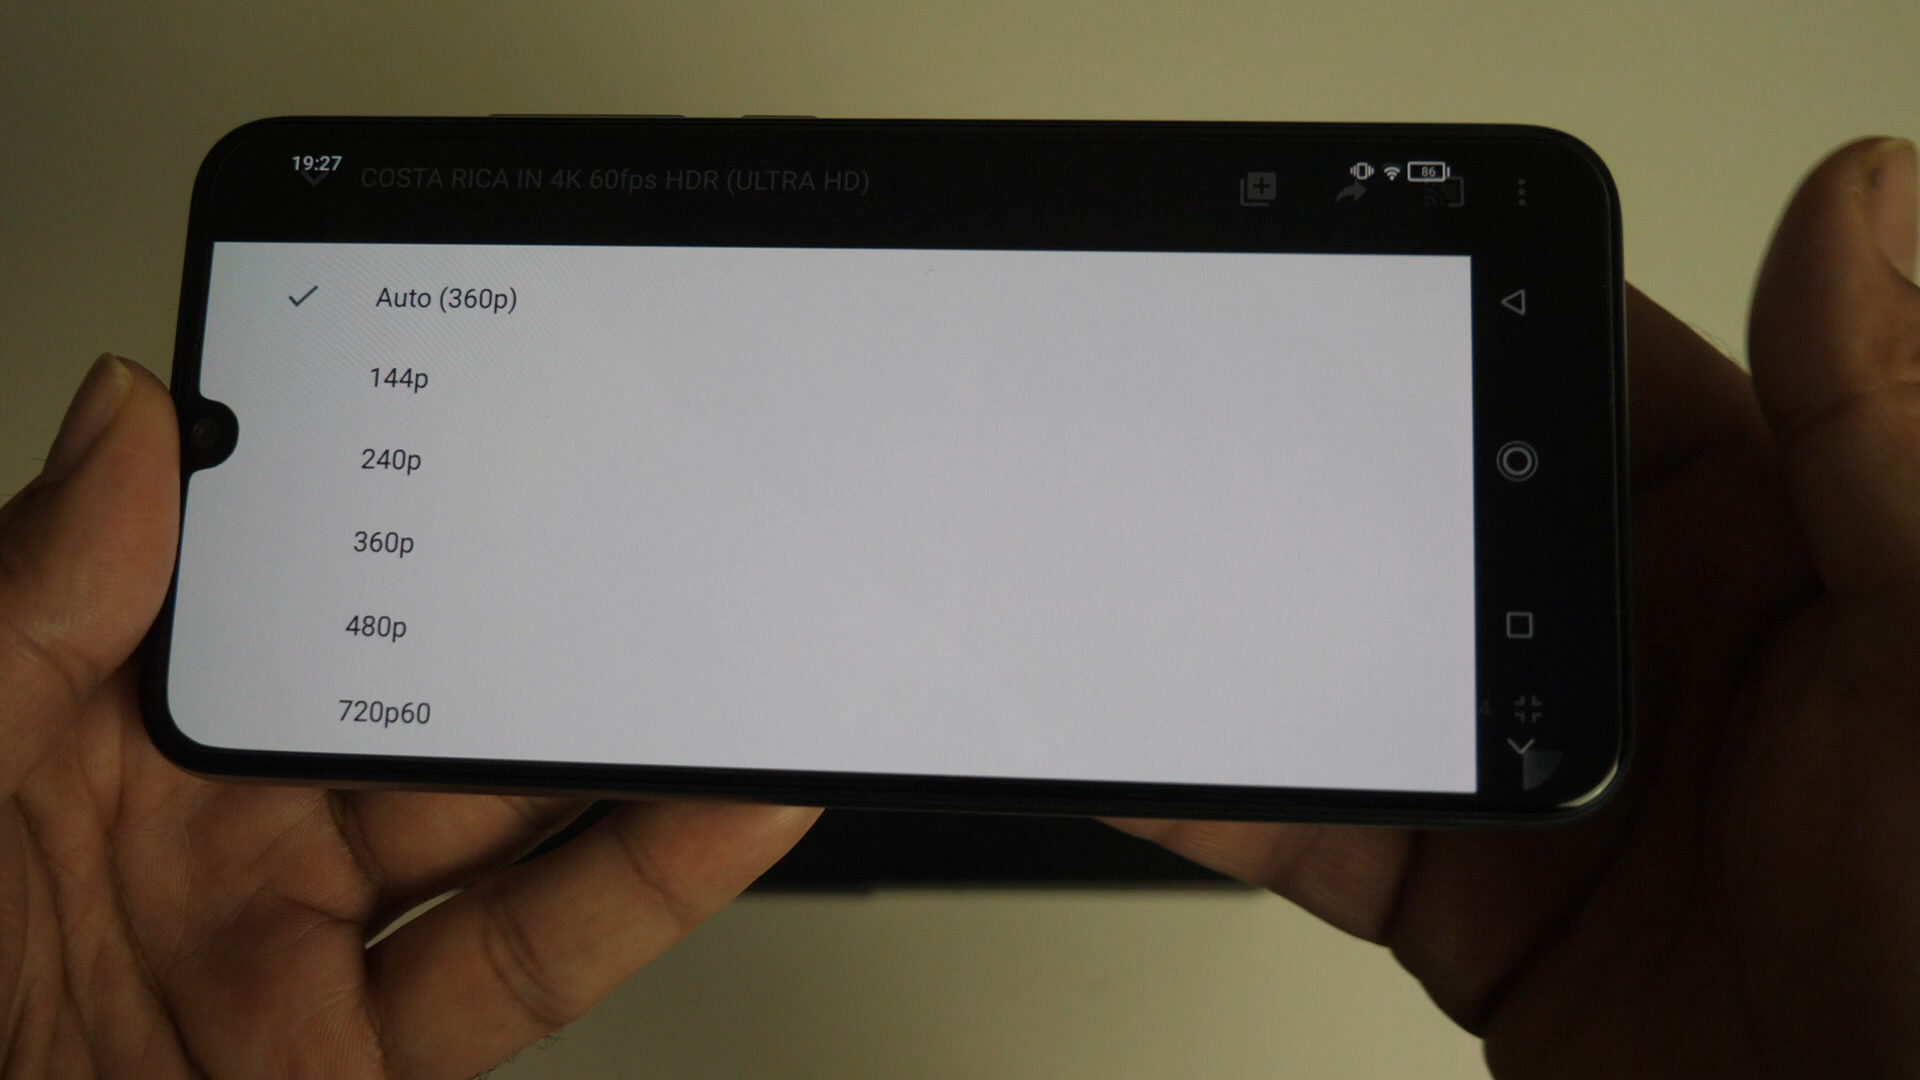 19:27
COSTA RICA IN 4K 60fps HDR (ULTRA HD)
86
Auto (360p)
144p
240p
360p
480p
720p60